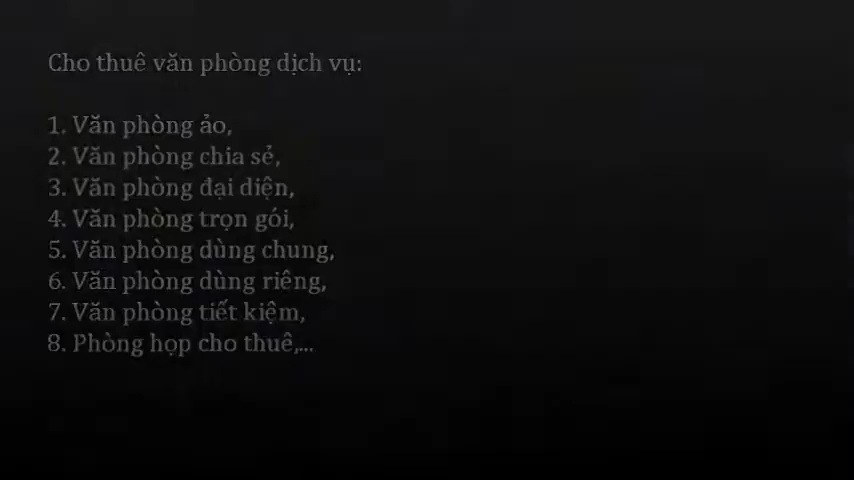 Cho thuê văn phòng dịch vụ:
1. Văn phòng ảo,
2. Văn phòng chia sẻ,
3. Văn phòng đại diện,
4. Văn phòng trọn gói,
5. Văn phòng dùng chung,
6. Văn phòng dùng riêng,
7. Văn phòng tiết kiệm,
8. Phòng họp cho thuê,...